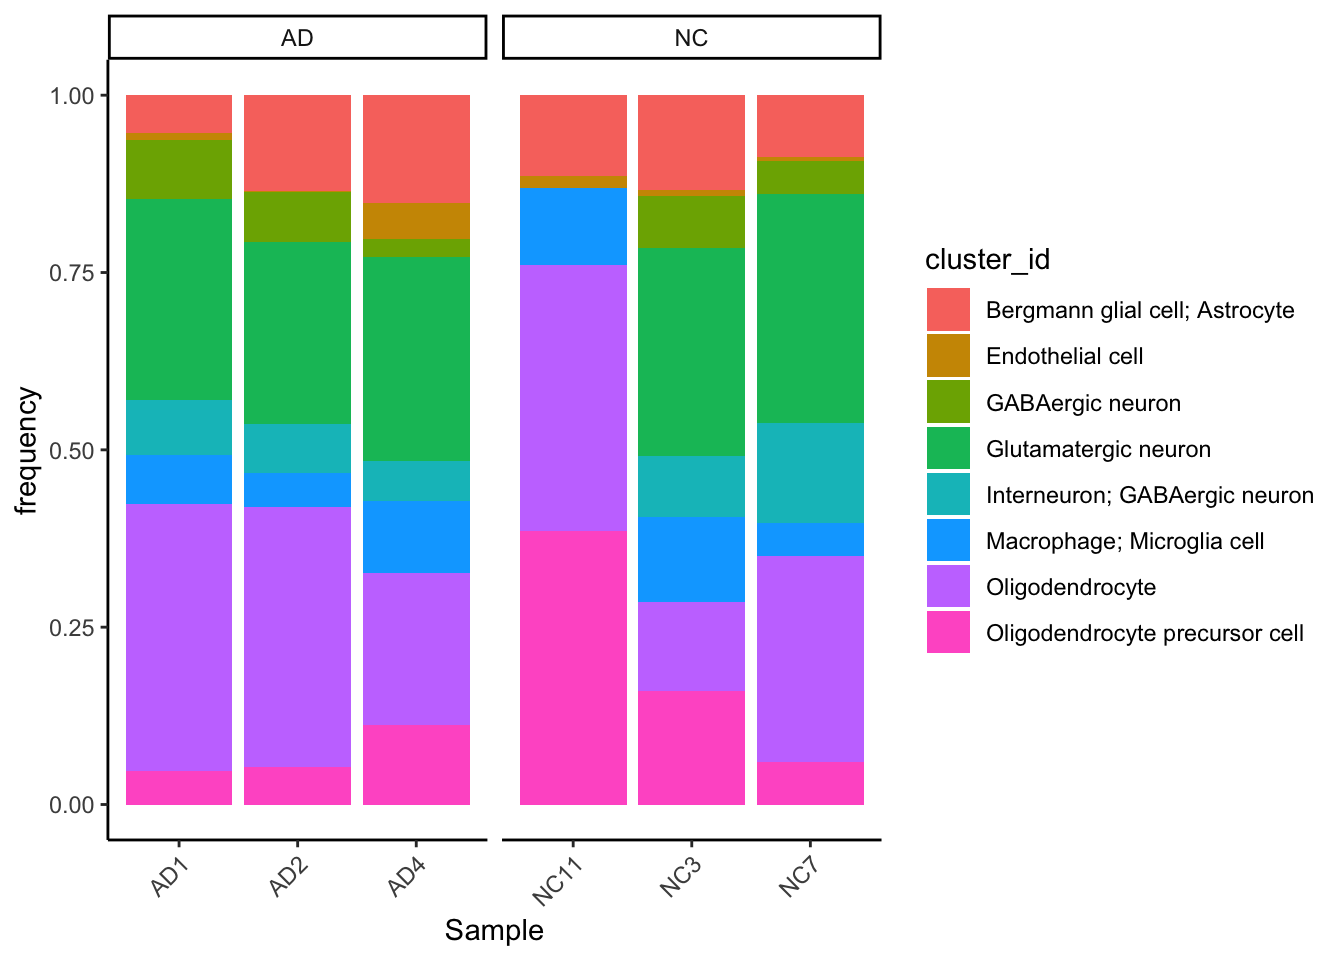 AD
NC
1.00
0.75
0.50
0.25
0.00
frequency
AD1
AD2
AD4
NC11
NC3
NC7
Sample
cluster_id
Bergmann glial cell; Astrocyte
Endothelial cell
GABAergic neuron
Glutamatergic neuron
Interneuron; GABAergic neuron
Macrophage; Microglia cell
Oligodendrocyte
Oligodendrocyte precursor cell